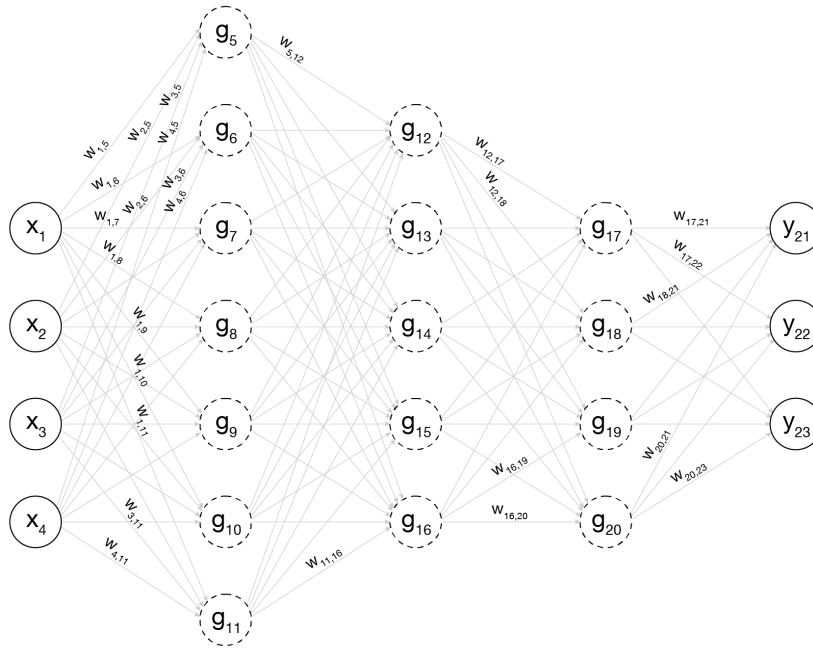 g5
w5,12
w3,5
w2,5
w4,5
w1,5
g6
g12
w12,17
w1,6
w3,6
w2,6
w4,6
w12,18
x1
w1,7
g7
g13
g17
w17,21
y21
w1,8
w17,22
w18,21
x2
w1,9
g8
g14
g18
y22
w1,10
x3
w1,11
g9
g15
g19
w20,21
y23
w16,19
w20,23
x4
w3,11
g10
g16
w16,20
g20
w4,11
w11,16
g11